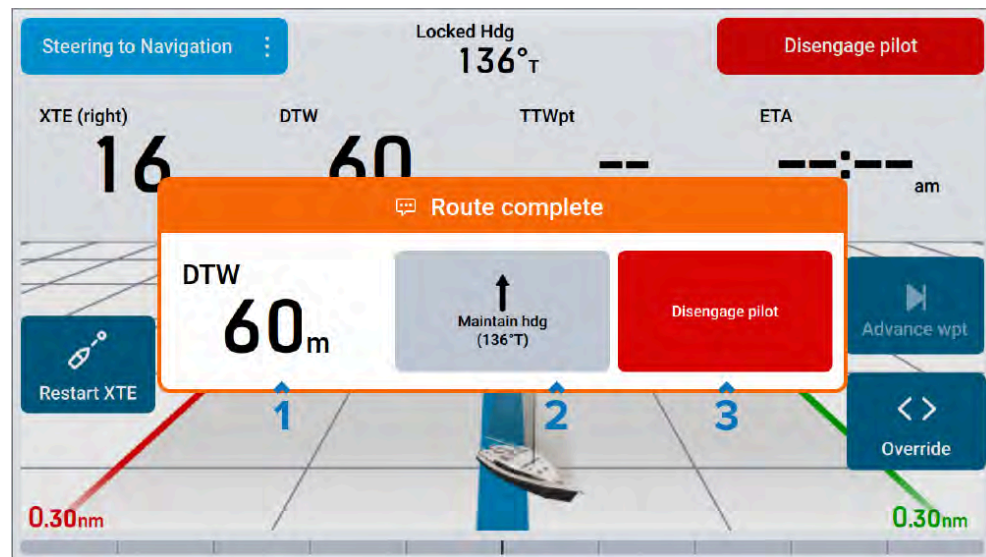 Steering to Navigation
Locked Hdg
136°T
Disengage pilot
XTE (right)
DTW
TTWpt
ETA
16
60
--
--:--
am
Route complete
DTW
60m
Maintain hdg
(136°T)
Disengage pilot
Restart XTE
Advance wpt
Override
1
2
3
0.30nm
0.30nm